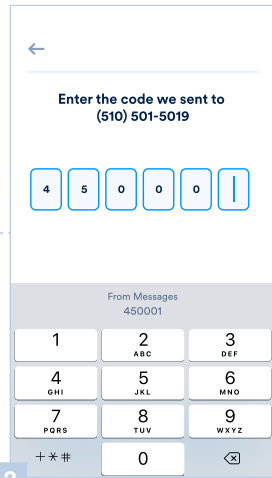 Enter the code we sent to
(510) 501-5019
4 5 0 0 0
From Messages
450001
1 2 3
ABC DEF
4 5 6
GHI JKL MNO
7 8 9
PQRS TUV WXYZ
+*# 0